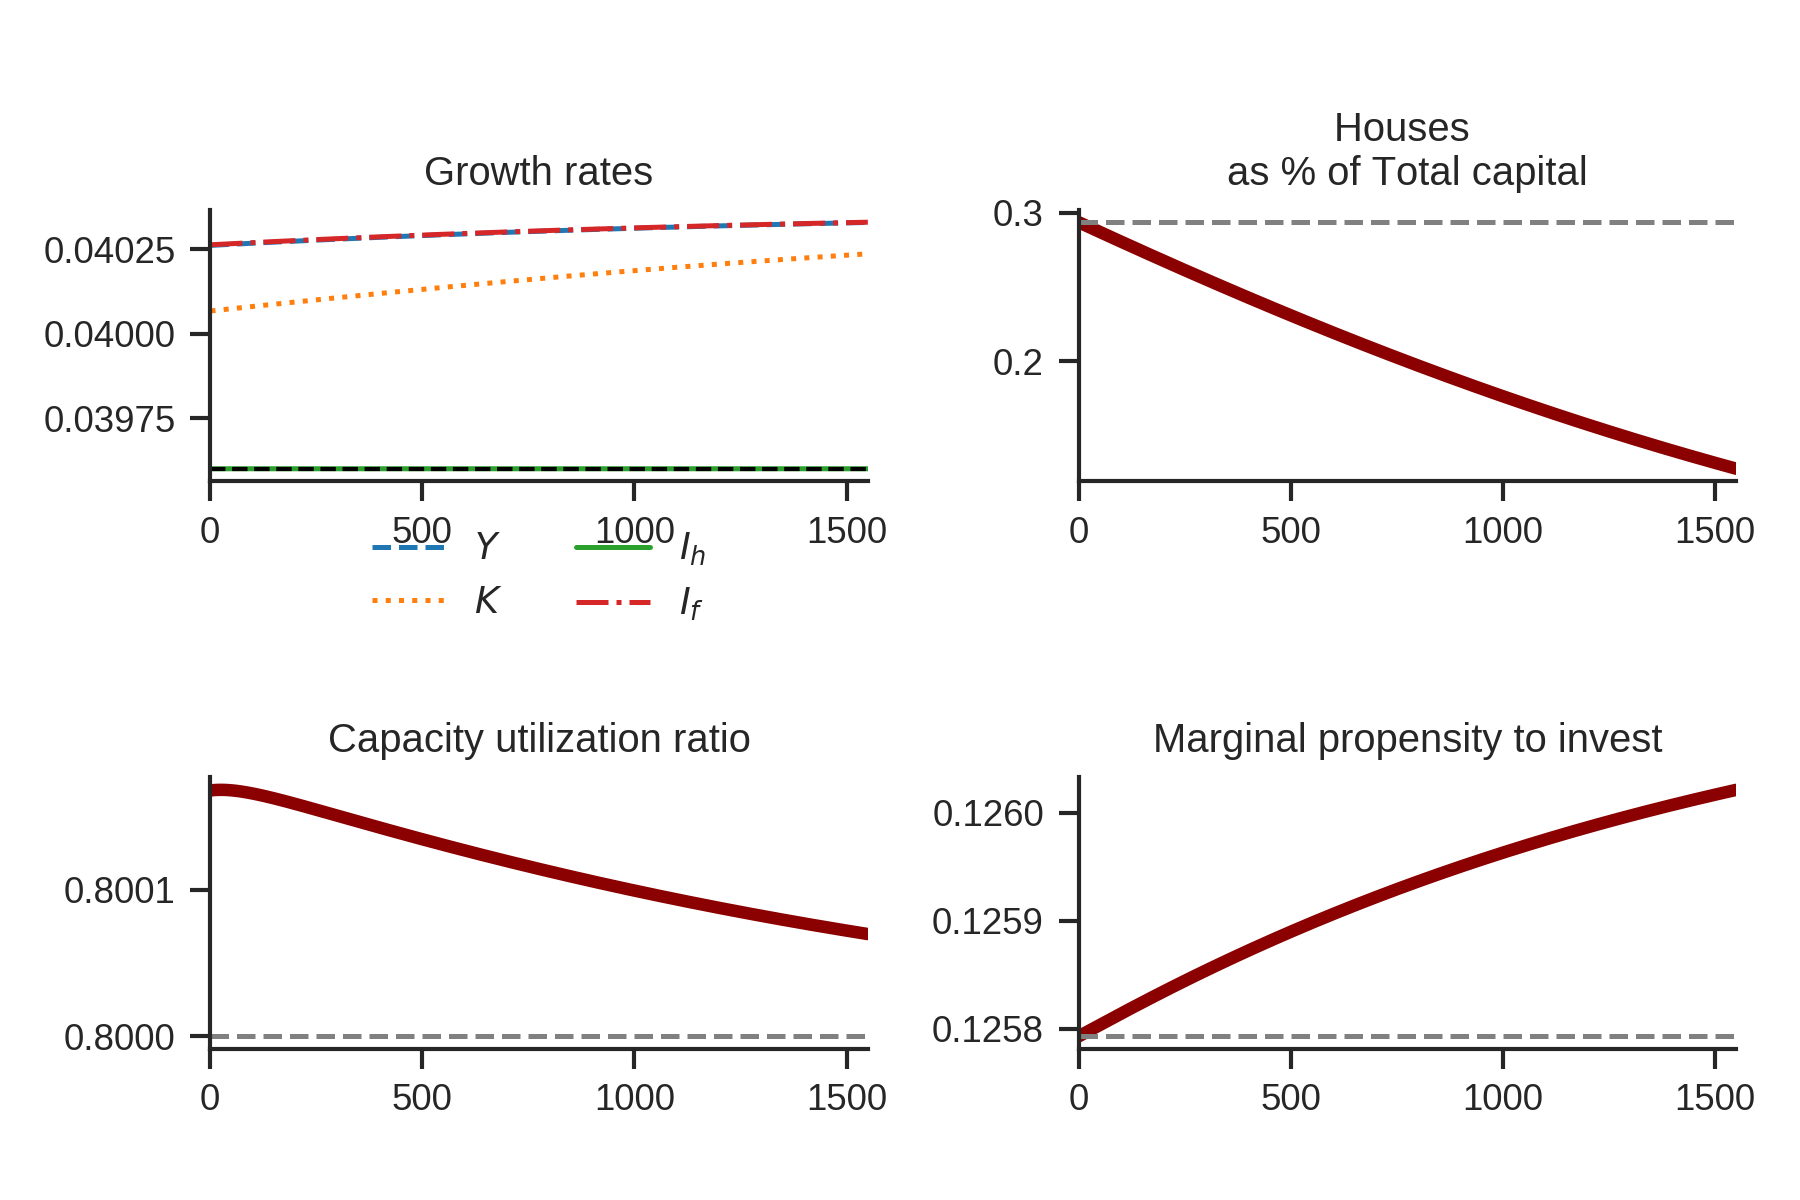 Growth rates
0.04025
0.04000
0.03975
0 500 1000 1500
Y I_h
K I_f
Houses
as % of Total capital
0.3
0.2
0 500 1000 1500
Capacity utilization ratio
0.8001
0.8000
0 500 1000 1500
Marginal propensity to invest
0.1260
0.1259
0.1258
0 500 1000 1500